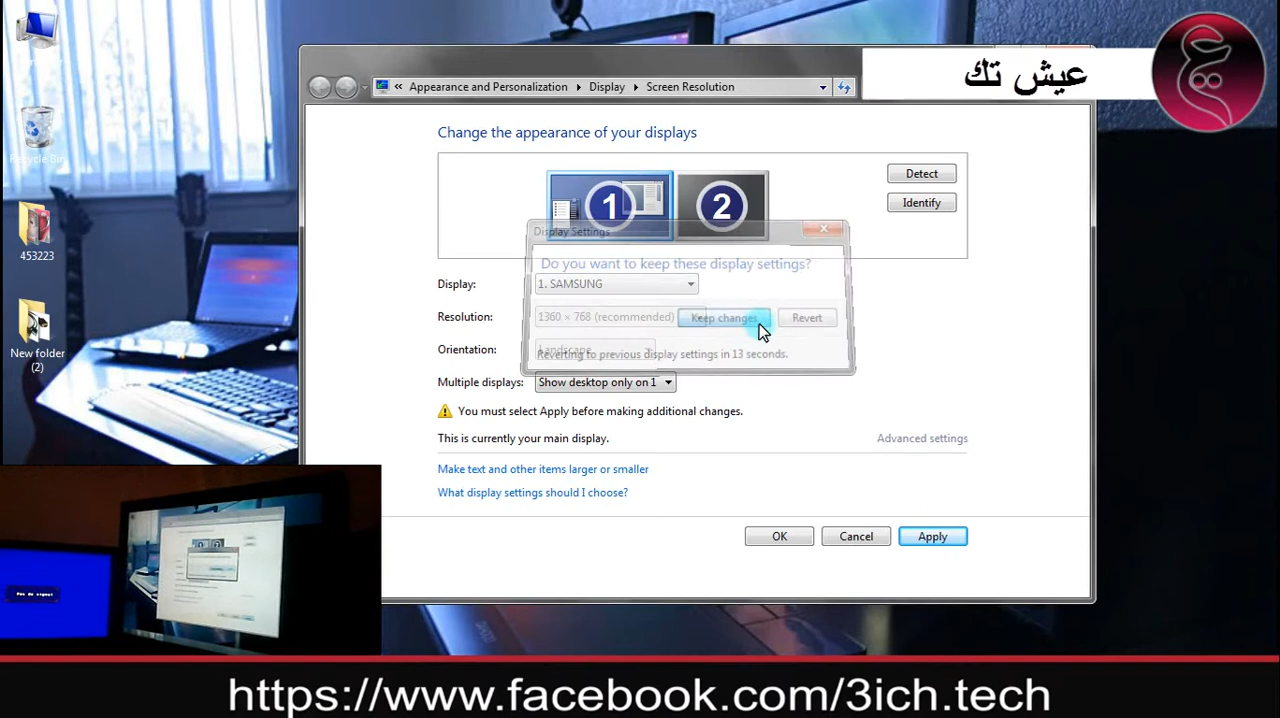 عيش تك
Appearance and Personalization
Display
Screen Resolution
Change the appearance of your displays
1
2
Detect
Identify
Display Settings
Do you want to keep these display settings?
Display:
1. SAMSUNG
Resolution:
1360 × 768 (recommended)
Keep changes
Revert
Orientation:
Landscape
Reverting to previous display settings in 13 seconds.
Multiple displays:
Show desktop only on 1
You must select Apply before making additional changes.
This is currently your main display.
Advanced settings
Make text and other items larger or smaller
What display settings should I choose?
OK
Cancel
Apply
Recycle Bin
453223
New folder
(2)
https://www.facebook.com/3ich.tech